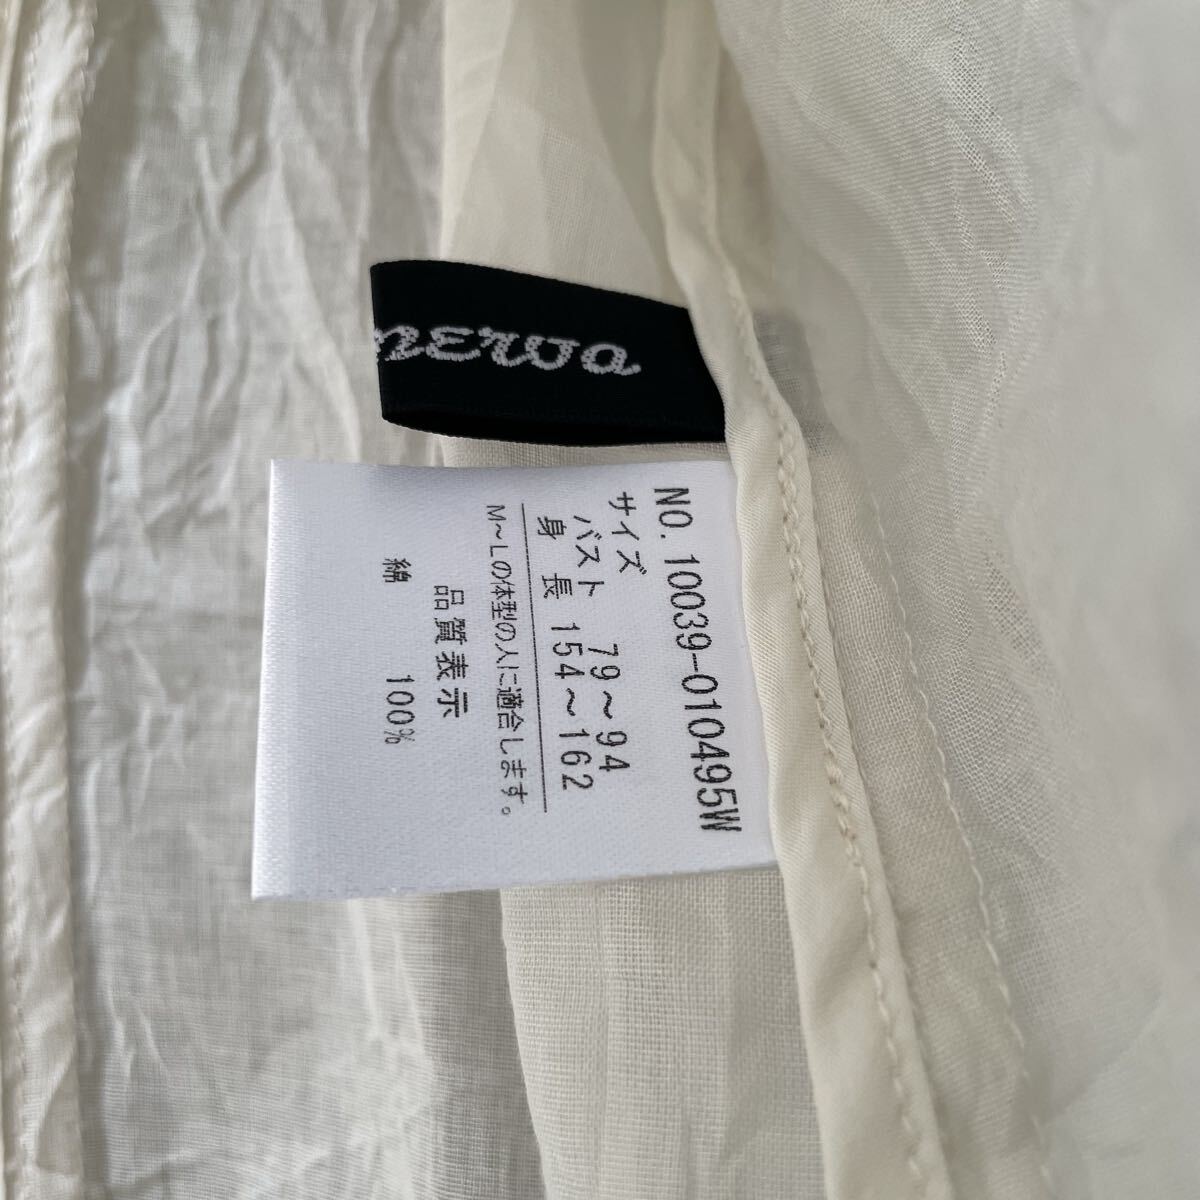 nerva
NO. 10039-010495W
サイズ
バスト 79～94
身 長 154～162
M～Lの体型の人に適合します。
品質表示
綿 100%